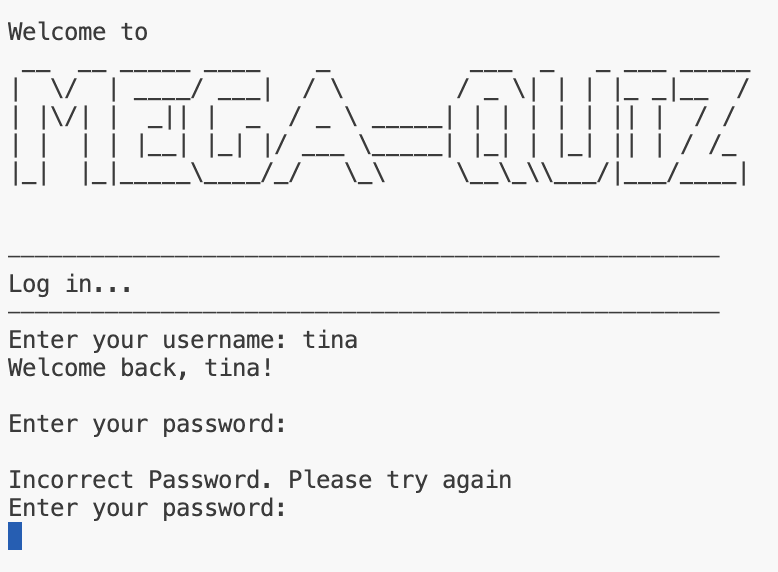 Welcome to
MEGA-QUIZ
Log in...
Enter your username: tina
Welcome back, tina!
Enter your password:
Incorrect Password. Please try again
Enter your password: